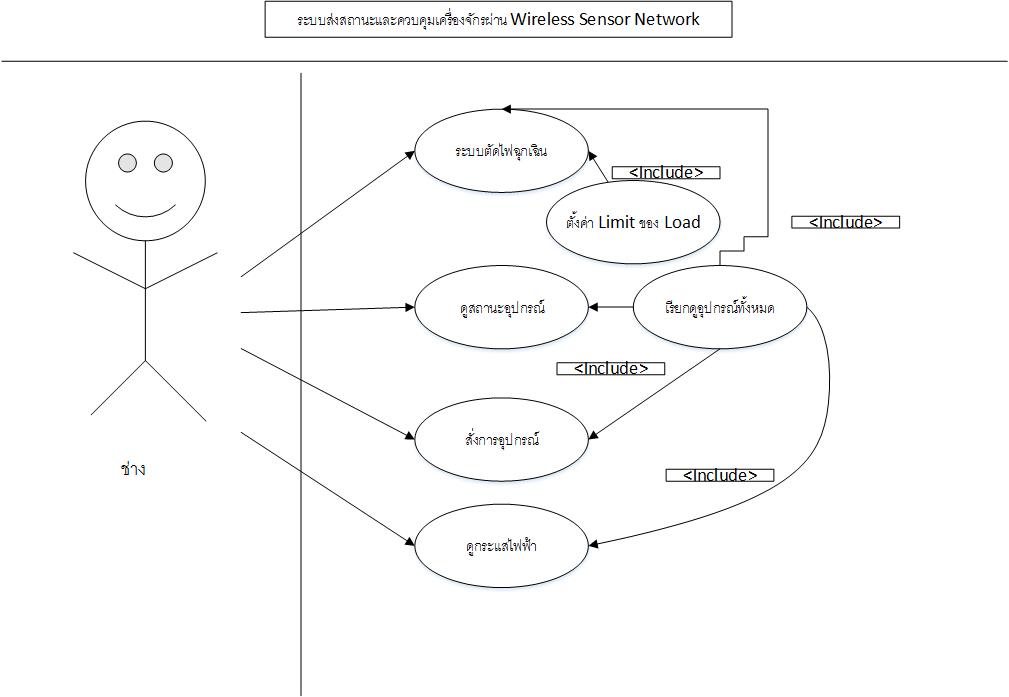 ระบบส่งสถานะและควบคุมเครื่องจักรผ่าน Wireless Sensor Network
ระบบตัดไฟฉุกเฉิน
<Include>
ตั้งค่า Limit ของ Load
<Include>
ดูสถานะอุปกรณ์
เรียกดูอุปกรณ์ทั้งหมด
<Include>
สั่งการอุปกรณ์
ช่าง
<Include>
ดูกระแสไฟฟ้า